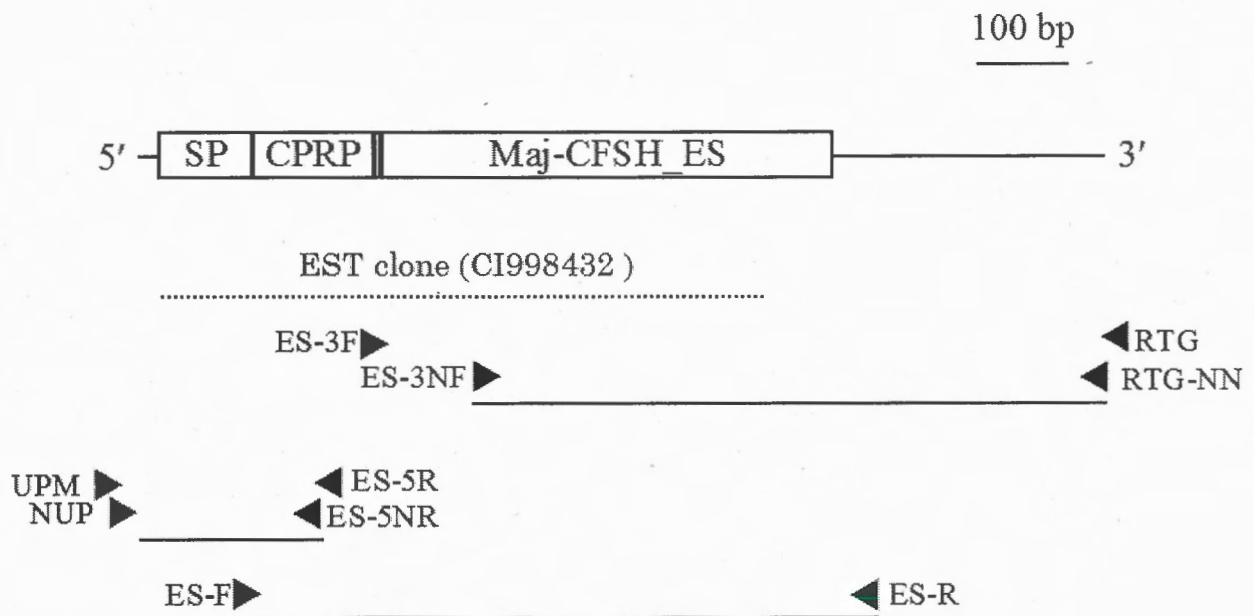 100 bp
5′ SP CPRP Maj-CFSH_ES 3′
EST clone (CI998432 )
ES-3F RTG
ES-3NF RTG-NN
UPM ES-5R
NUP ES-5NR
ES-F ES-R